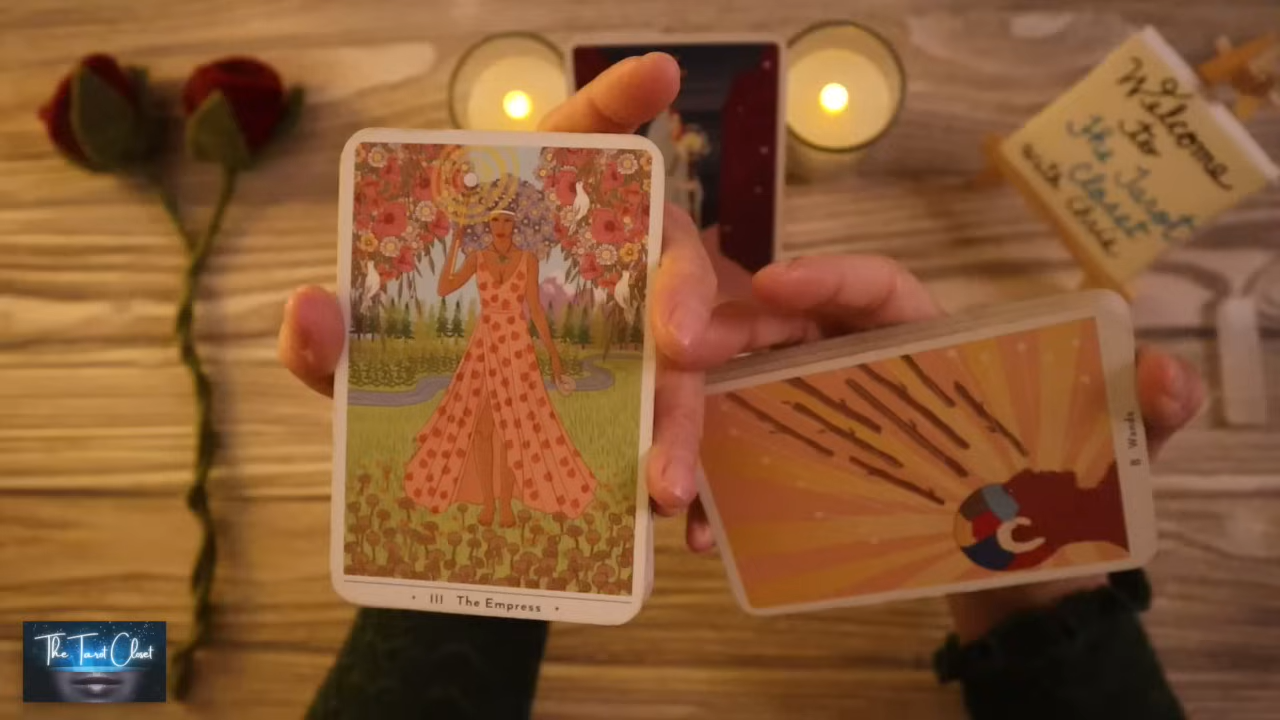 Welcome
To
The Tarot
Closet
with Chris
· III The Empress ·
8 Wands
The Tarot Closet